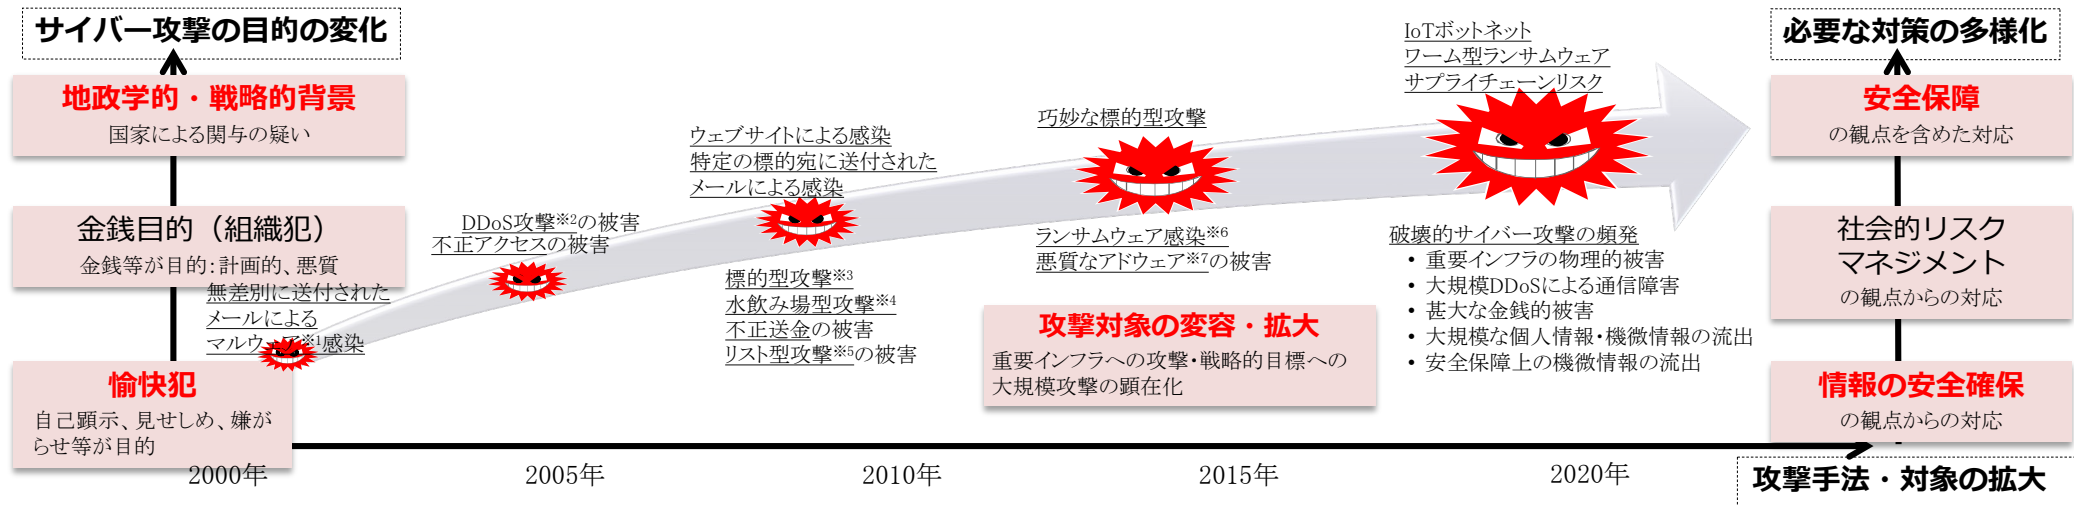 サイバー攻撃の目的の変化
地政学的・戦略的背景
国家による関与の疑い
金銭目的（組織犯）
金銭等が目的：計画的、悪質
愉快犯
自己顕示、見せしめ、嫌が
らせ等が目的
無差別に送付された
メールによる
マルウェア※1感染
DDoS攻撃※2の被害
不正アクセスの被害
ウェブサイトによる感染
特定の標的宛に送付された
メールによる感染
標的型攻撃※3
水飲み場型攻撃※4
不正送金の被害
リスト型攻撃※5の被害
巧妙な標的型攻撃
ランサムウェア感染※6
悪質なアドウェア※7の被害
攻撃対象の変容・拡大
重要インフラへの攻撃・戦略的目標への
大規模攻撃の顕在化
IoTボットネット
ワーム型ランサムウェア
サプライチェーンリスク
破壊的サイバー攻撃の頻発
• 重要インフラの物理的被害
• 大規模DDoSによる通信障害
• 甚大な金銭的被害
• 大規模な個人情報・機微情報の流出
• 安全保障上の機微情報の流出
必要な対策の多様化
安全保障
の観点を含めた対応
社会的リスク
マネジメント
の観点からの対応
情報の安全確保
の観点からの対応
2000年
2005年
2010年
2015年
2020年
攻撃手法・対象の拡大